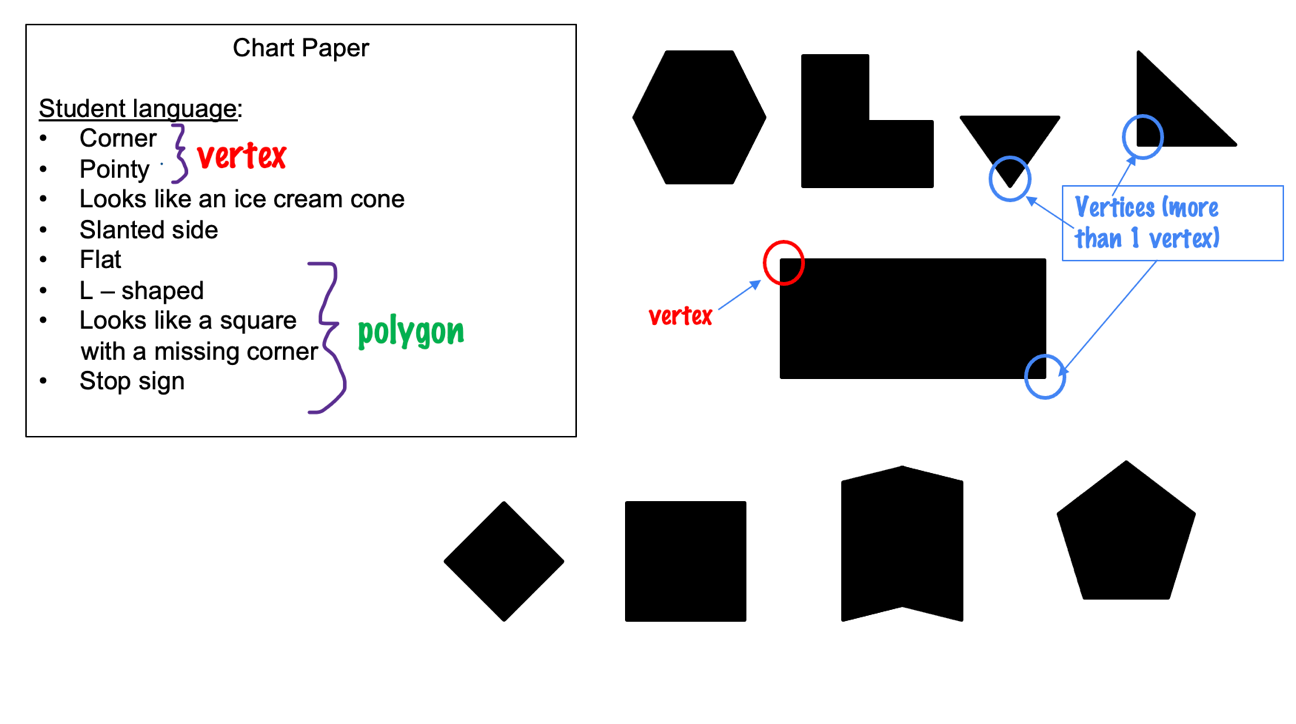 Chart Paper
Student language:
• Corner
• Pointy
vertex
• Looks like an ice cream cone
• Slanted side
• Flat
• L – shaped
• Looks like a square
with a missing corner
• Stop sign
polygon
Vertices (more
than 1 vertex)
vertex